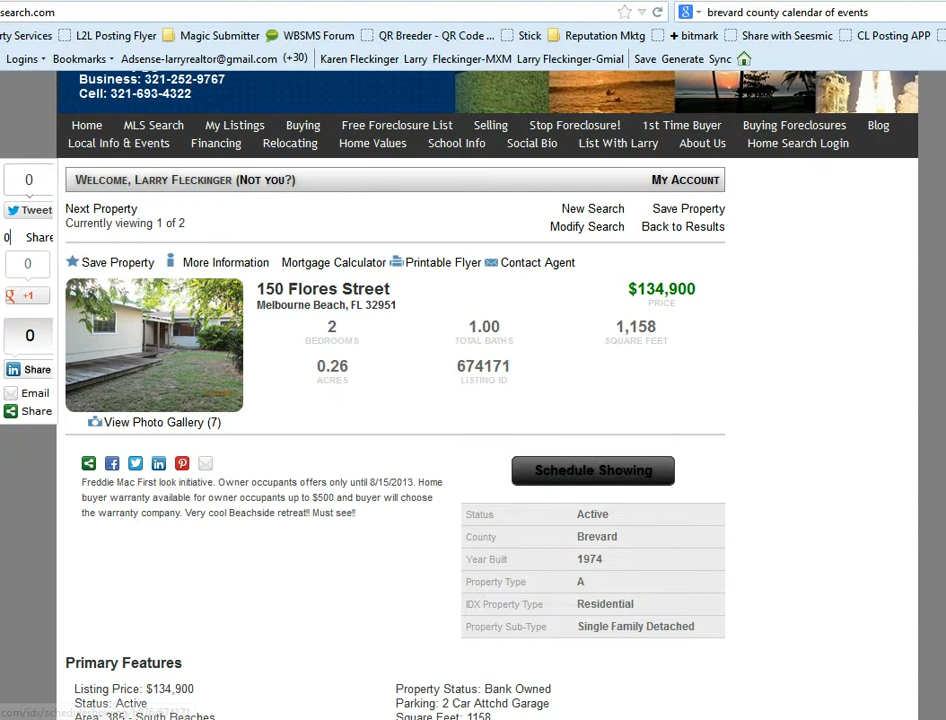 search.com
brevard county calendar of events
rty Services
L2L Posting Flyer
Magic Submitter
WBSMS Forum
QR Breeder - QR Code ...
Stick
Reputation Mktg
+ bitmark
Share with Seesmic
CL Posting APP
Logins
Bookmarks
Adsense-larryrealtor@gmail.com (+30)
Karen Fleckinger
Larry
Fleckinger-MXM
Larry Fleckinger-Gmial
Save
Generate
Sync
Business: 321-252-9767
Cell: 321-693-4322
Home
MLS Search
My Listings
Buying
Free Foreclosure List
Selling
Stop Foreclosure!
1st Time Buyer
Buying Foreclosures
Blog
Local Info & Events
Financing
Relocating
Home Values
School Info
Social Bio
List With Larry
About Us
Home Search Login
0
Tweet
0
Share
0
+1
0
Share
Email
Share
WELCOME, LARRY FLECKINGER (NOT YOU?)
MY ACCOUNT
Next Property
Currently viewing 1 of 2
New Search
Save Property
Modify Search
Back to Results
Save Property
More Information
Mortgage Calculator
Printable Flyer
Contact Agent
150 Flores Street
Melbourne Beach, FL 32951
$134,900
PRICE
2
BEDROOMS
1.00
TOTAL BATHS
1,158
SQUARE FEET
0.26
ACRES
674171
LISTING ID
View Photo Gallery (7)
Freddie Mac First look initiative. Owner occupants offers only until 8/15/2013. Home
buyer warranty available for owner occupants up to $500 and buyer will choose
the warranty company. Very cool Beachside retreat!! Must see!!
Schedule Showing
Status Active
County Brevard
Year Built 1974
Property Type A
IDX Property Type Residential
Property Sub-Type Single Family Detached
Primary Features
Listing Price: $134,900
Status: Active
Area: 385 - South Beaches
Property Status: Bank Owned
Parking: 2 Car Attchd Garage
Square Feet: 1158